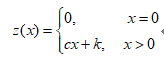 z(x) = { 0, x = 0
cx + k, x > 0